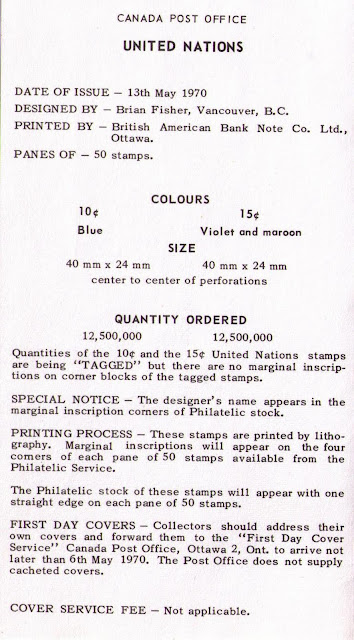 CANADA POST OFFICE
UNITED NATIONS
DATE OF ISSUE — 13th May 1970
DESIGNED BY — Brian Fisher, Vancouver, B.C.
PRINTED BY — British American Bank Note Co. Ltd.,
Ottawa.
PANES OF — 50 stamps.
COLOURS
10¢ 15¢
Blue Violet and maroon
SIZE
40 mm x 24 mm 40 mm x 24 mm
center to center of perforations
QUANTITY ORDERED
12,500,000 12,500,000
Quantities of the 10¢ and the 15¢ United Nations stamps
are being "TAGGED" but there are no marginal inscrip-
tions on corner blocks of the tagged stamps.
SPECIAL NOTICE — The designer's name appears in the
marginal inscription corners of Philatelic stock.
PRINTING PROCESS — These stamps are printed by litho-
graphy. Marginal inscriptions will appear on the four
corners of each pane of 50 stamps available from the
Philatelic Service.
The Philatelic stock of these stamps will appear with one
straight edge on each pane of 50 stamps.
FIRST DAY COVERS — Collectors should address their
own covers and forward them to the "First Day Cover
Service" Canada Post Office, Ottawa 2, Ont. to arrive not
later than 6th May 1970. The Post Office does not supply
cacheted covers.
COVER SERVICE FEE — Not applicable.